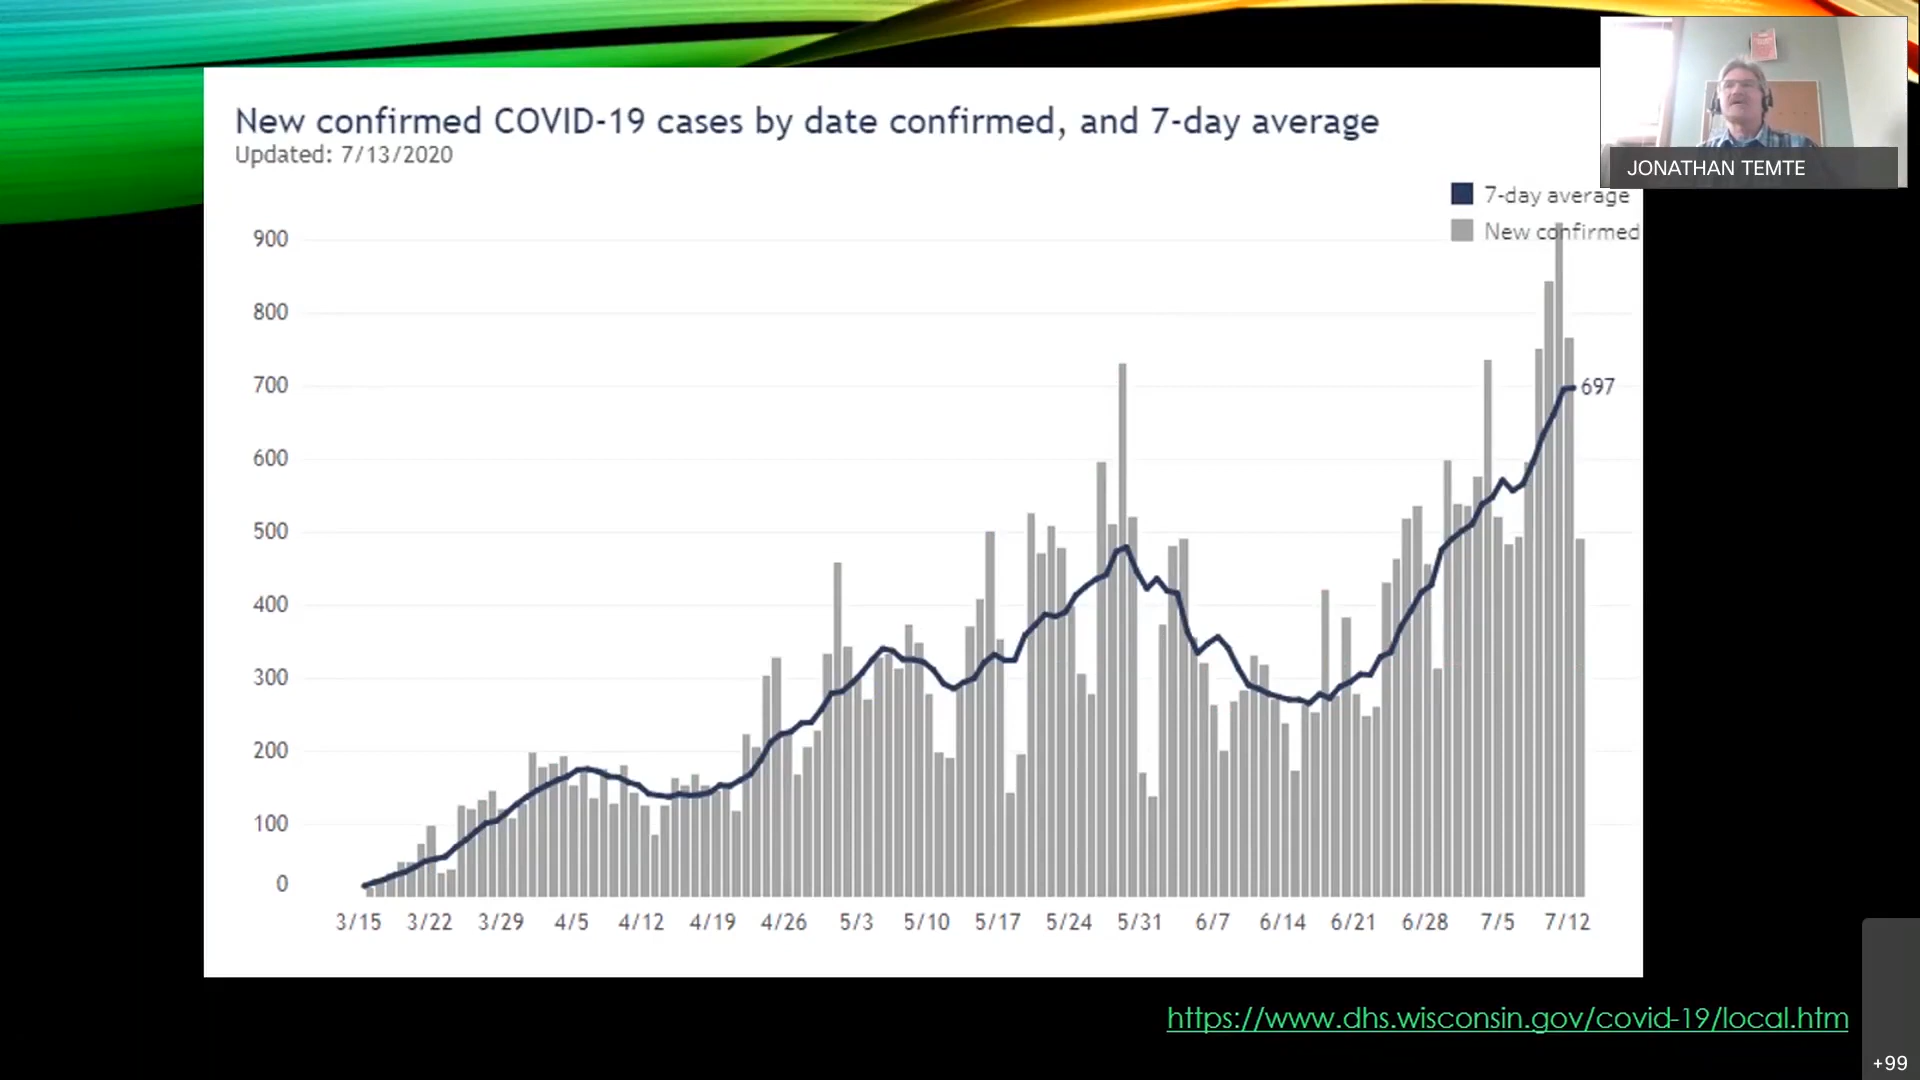 New confirmed COVID-19 cases by date confirmed, and 7-day average
Updated: 7/13/2020
JONATHAN TEMTE
7-day average
New confirmed
900
800
700
697
600
500
400
300
200
100
0
3/15 3/22 3/29 4/5 4/12 4/19 4/26 5/3 5/10 5/17 5/24 5/31 6/7 6/14 6/21 6/28 7/5 7/12
https://www.dhs.wisconsin.gov/covid-19/local.htm
+99